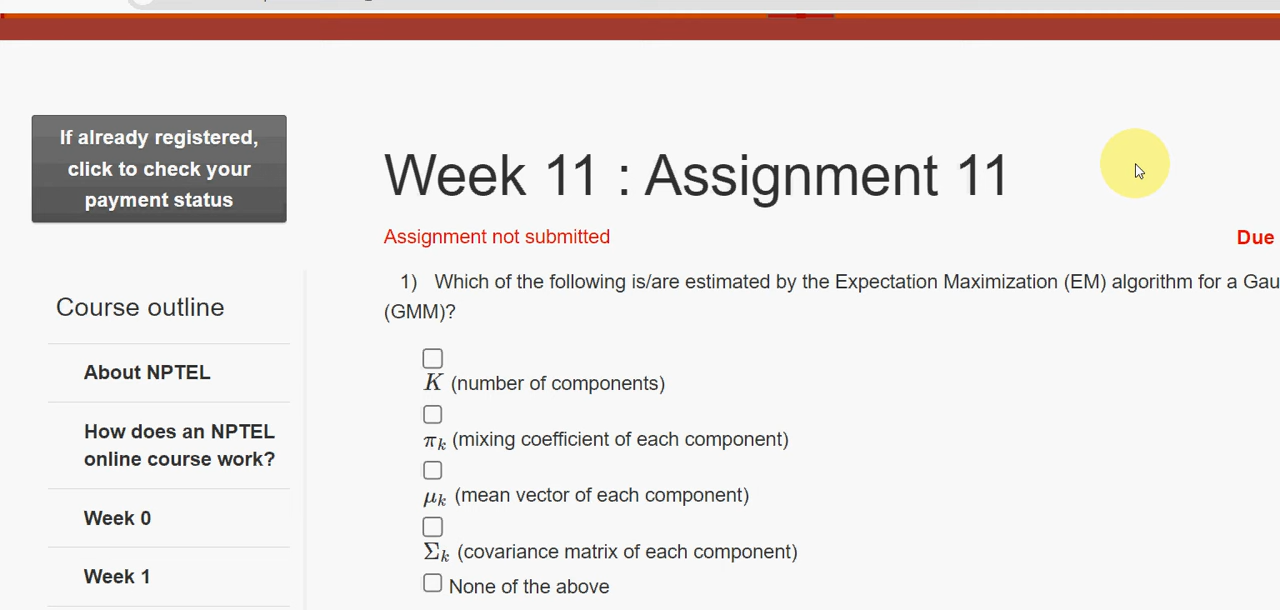 If already registered,
click to check your
payment status
Week 11 : Assignment 11
Assignment not submitted
Due
Course outline
About NPTEL
How does an NPTEL
online course work?
Week 0
Week 1
1) Which of the following is/are estimated by the Expectation Maximization (EM) algorithm for a Gau
(GMM)?
K (number of components)
πk (mixing coefficient of each component)
μk (mean vector of each component)
Σk (covariance matrix of each component)
None of the above